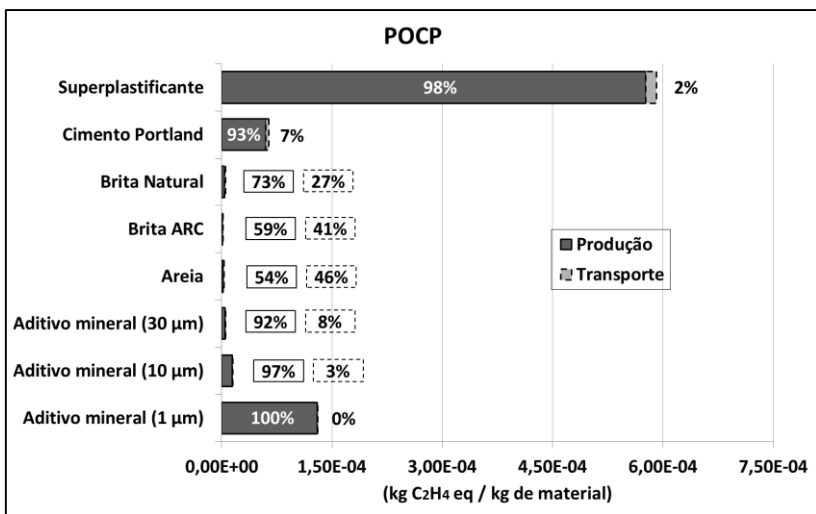 POCP
Superplastificante 98% 2%
Cimento Portland 93% 7%
Brita Natural 73% 27%
Brita ARC 59% 41%
Produção
Areia 54% 46%
Transporte
Aditivo mineral (30 µm) 92% 8%
Aditivo mineral (10 µm) 97% 3%
Aditivo mineral (1 µm) 100% 0%
0,00E+00 1,50E-04 3,00E-04 4,50E-04 6,00E-04 7,50E-04
(kg C₂H₄ eq / kg de material)